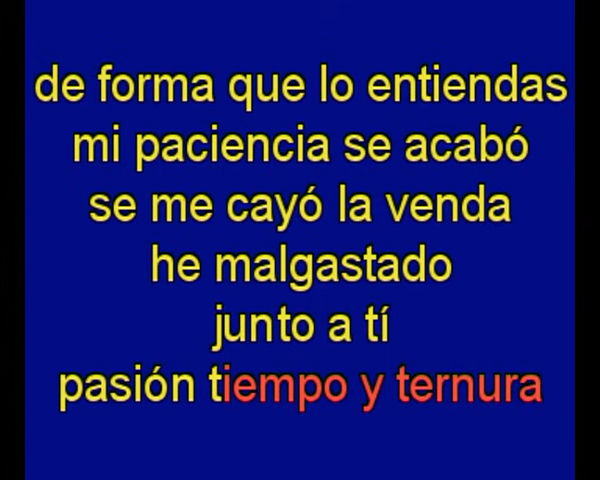 de forma que lo entiendas
mi paciencia se acabó
se me cayó la venda
he malgastado
junto a tí
pasión tiempo y ternura